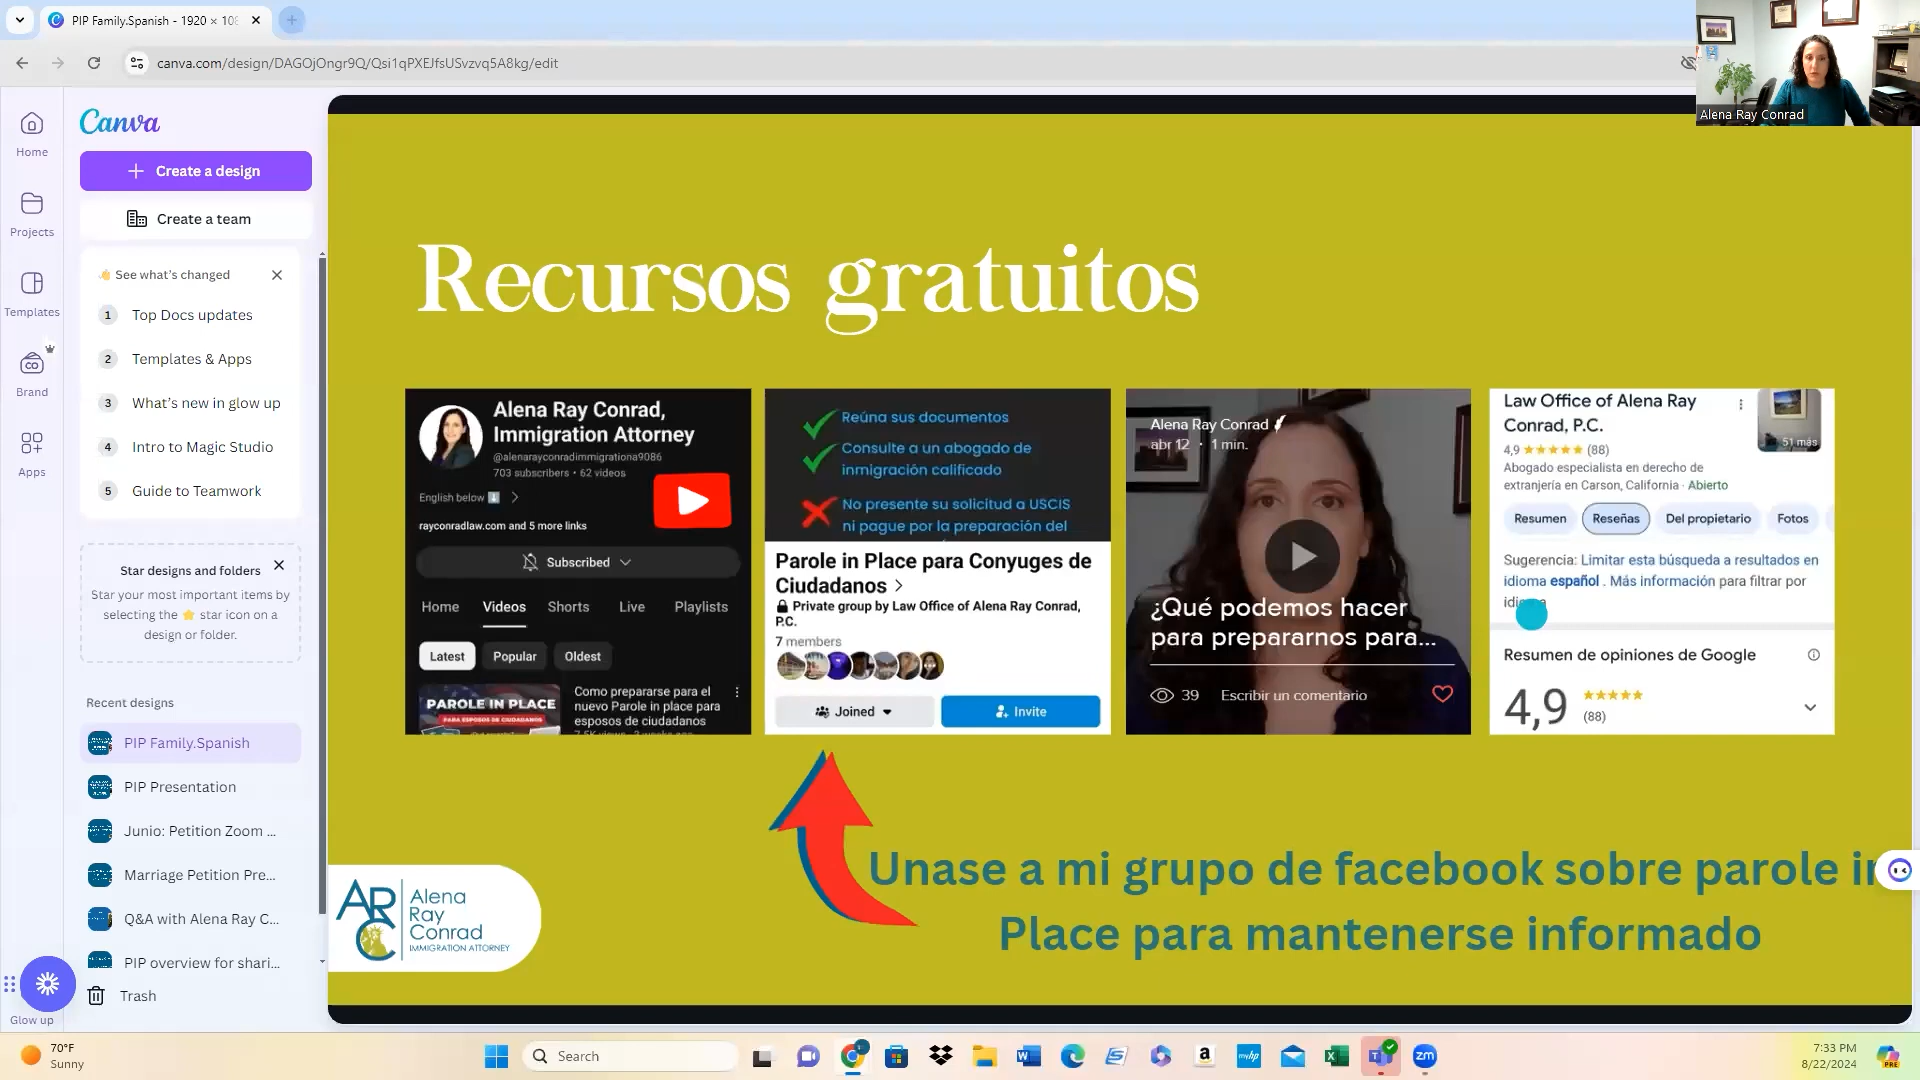 PIP Family.Spanish - 1920 × 108
canva.com/design/DAGOjOngr9Q/Qsi1qPXEJfsUSvzvq5A8kg/edit
Alena Ray Conrad
Home
Projects
Templates
Brand
Apps
Glow up
Canva
Create a design
Create a team
See what's changed
1 Top Docs updates
2 Templates & Apps
3 What's new in glow up
4 Intro to Magic Studio
5 Guide to Teamwork
Star designs and folders
Star your most important items by
selecting the ⭐ star icon on a
design or folder.
Recent designs
PIP Family.Spanish
PIP Presentation
Junio: Petition Zoom ...
Marriage Petition Pre...
Q&A with Alena Ray C...
PIP overview for shari...
Trash
Recursos gratuitos
Alena Ray Conrad,
Immigration Attorney
@alenarayconradimmigrationa9086
703 subscribers • 62 videos
English below ⬇
rayconradlaw.com and 5 more links
Subscribed
Home Videos Shorts Live Playlists
Latest Popular Oldest
PAROLE IN PLACE
PARA ESPOSOS DE CIUDADANOS
Como prepararse para el
nuevo Parole in place para
esposos de ciudadanos
Reúna sus documentos
Consulte a un abogado de
inmigración calificado
No presente su solicitud a USCIS
ni pague por la preparación del
Parole in Place para Conyuges de
Ciudadanos
Private group by Law Office of Alena Ray Conrad,
P.C.
7 members
Joined Invite
Alena Ray Conrad
abr 12 · 1 min.
¿Qué podemos hacer
para prepararnos para...
39 Escribir un comentario
Law Office of Alena Ray
Conrad, P.C.
51 más
4,9 ★★★★★ (88)
Abogado especialista en derecho de
extranjería en Carson, California · Abierto
Resumen Reseñas Del propietario Fotos
Sugerencia: Limitar esta búsqueda a resultados en
idioma español . Más información para filtrar por
Resumen de opiniones de Google
4,9 ★★★★★
(88)
Unase a mi grupo de facebook sobre parole in
Place para mantenerse informado
ARC
Alena
Ray
Conrad
IMMIGRATION ATTORNEY
70°F
Sunny
Search
myhp
zm
7:33 PM
8/22/2024
PRE